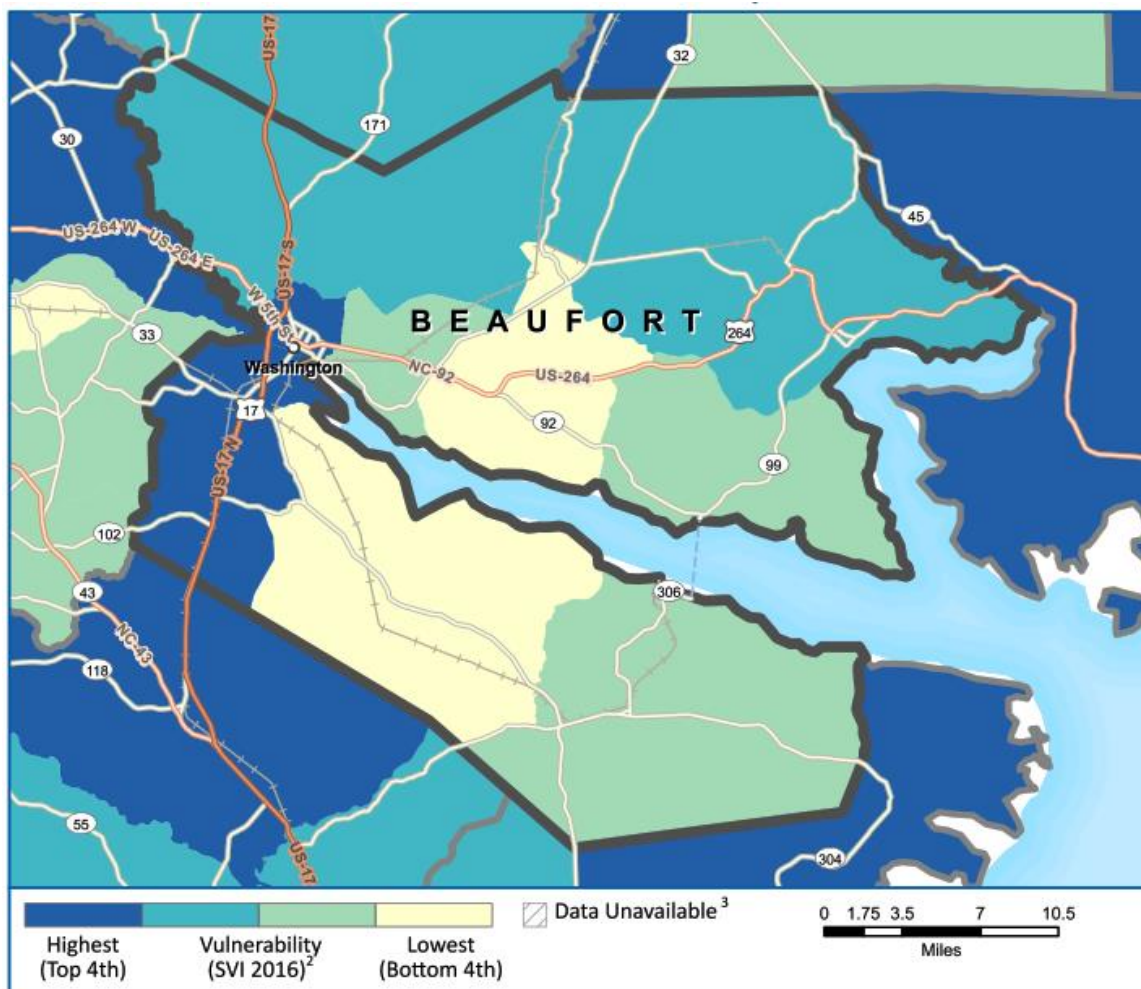 US-17
32
171
30
45
US-264 W
US-264 E
US-17 S
W 5th St
BEAUFORT
264
33
Washington
NC-92
US-264
17
92
US-17 W
99
102
43
306
NC-43
118
55
US-17
304
0 1.75 3.5 7 10.5
Miles
Highest
(Top 4th)
Vulnerability
(SVI 2016)2
Lowest
(Bottom 4th)
Data Unavailable3